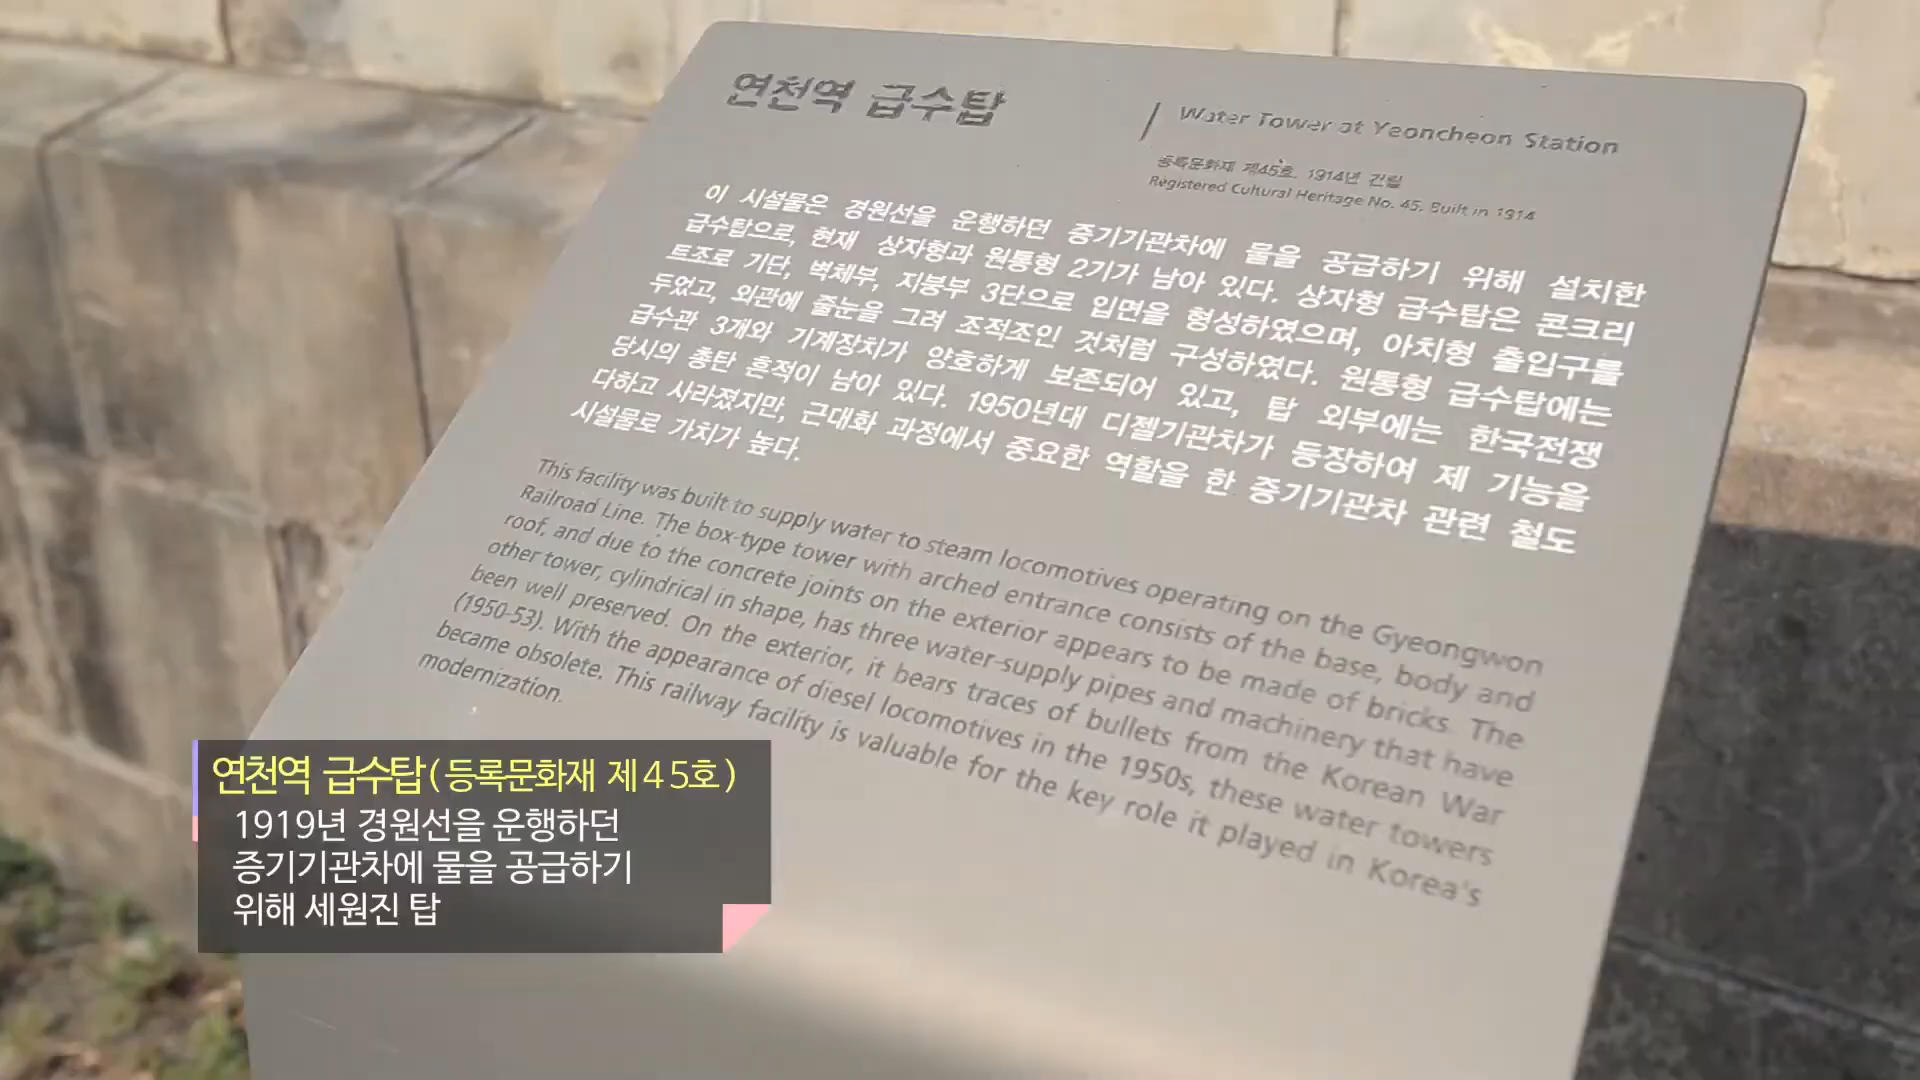 연천역 급수탑
Water Tower at Yeoncheon Station
등록문화재 제45호, 1914년 건립
Registered Cultural Heritage No. 45, Built in 1914
이 시설물은 경원선을 운행하던 증기기관차에 물을 공급하기 위해 설치한
급수탑으로, 현재 상자형과 원통형 2기가 남아 있다. 상자형 급수탑은 콘크리
트조로 기단, 벽체부, 지붕부 3단으로 입면을 형성하였으며, 아치형 출입구를
두었고, 외관에 줄눈을 그려 조적조인 것처럼 구성하였다. 원통형 급수탑에는
급수관 3개와 기계장치가 양호하게 보존되어 있고, 탑 외부에는 한국전쟁
당시의 총탄 흔적이 남아 있다. 1950년대 디젤기관차가 등장하여 제 기능을
다하고 사라졌지만, 근대화 과정에서 중요한 역할을 한 증기기관차 관련 철도
시설물로 가치가 높다.
This facility was built to supply water to steam locomotives operating on the Gyeongwon
Railroad Line. The box-type tower with arched entrance consists of the base, body and
roof, and due to the concrete joints on the exterior appears to be made of bricks. The
other tower, cylindrical in shape, has three water-supply pipes and machinery that have
been well preserved. On the exterior, it bears traces of bullets from the Korean War
(1950-53). With the appearance of diesel locomotives in the 1950s, these water towers
became obsolete. This railway facility is valuable for the key role it played in Korea's
modernization.
연천역 급수탑(등록문화재 제45호)
1919년 경원선을 운행하던
증기기관차에 물을 공급하기
위해 세원진 탑